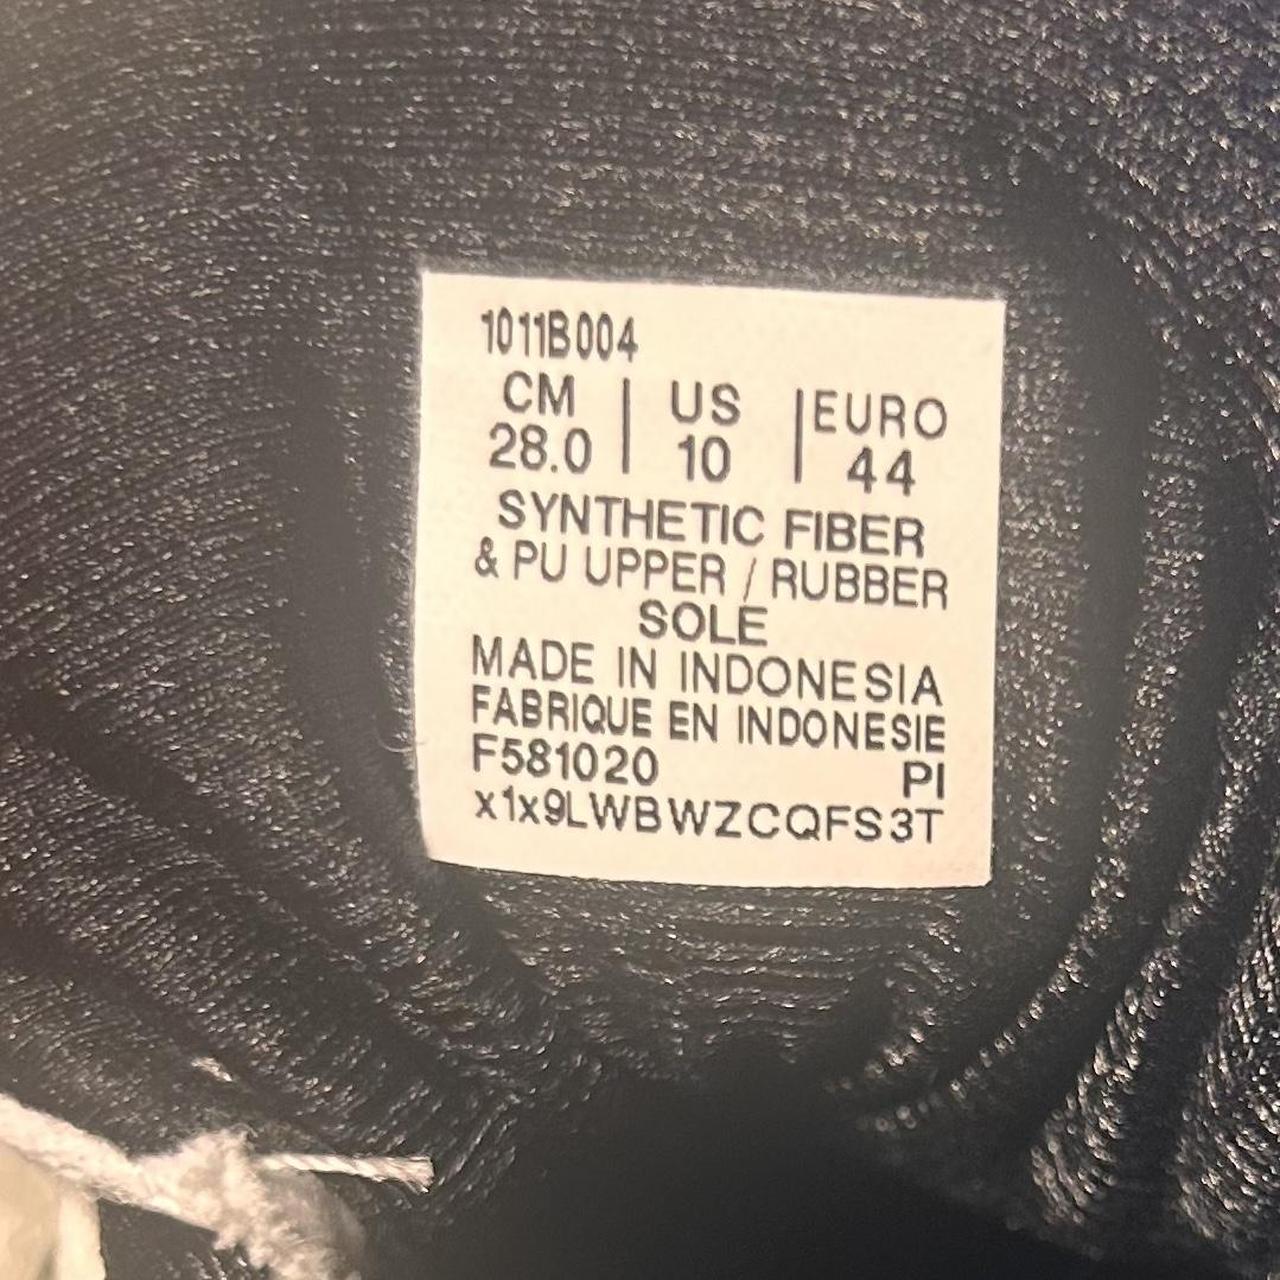 1011B004
CM | US | EURO
28.0 | 10 | 44
SYNTHETIC FIBER
& PU UPPER / RUBBER
SOLE
MADE IN INDONESIA
FABRIQUE EN INDONESIE
F581020 PI
x1x9LWBWZCQFS3T